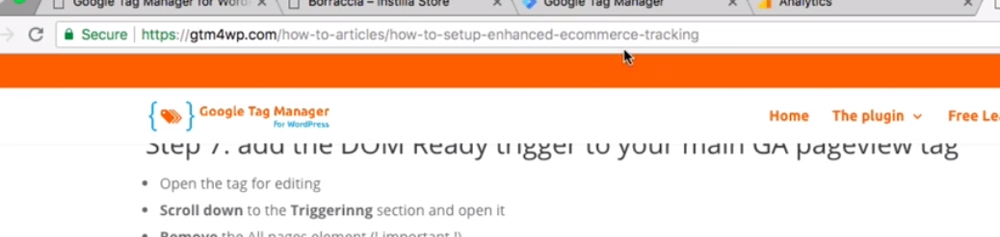 Google Tag Manager for Word
Borraccia – Instilla Store
Google Tag Manager
Analytics
Secure | https://gtm4wp.com/how-to-articles/how-to-setup-enhanced-ecommerce-tracking
Google Tag Manager
for WordPress
Home The plugin Free Le
Step 7: add the DOM Ready trigger to your main GA pageview tag
• Open the tag for editing
• Scroll down to the Triggerinng section and open it
• Remove the All pages element (! important !)